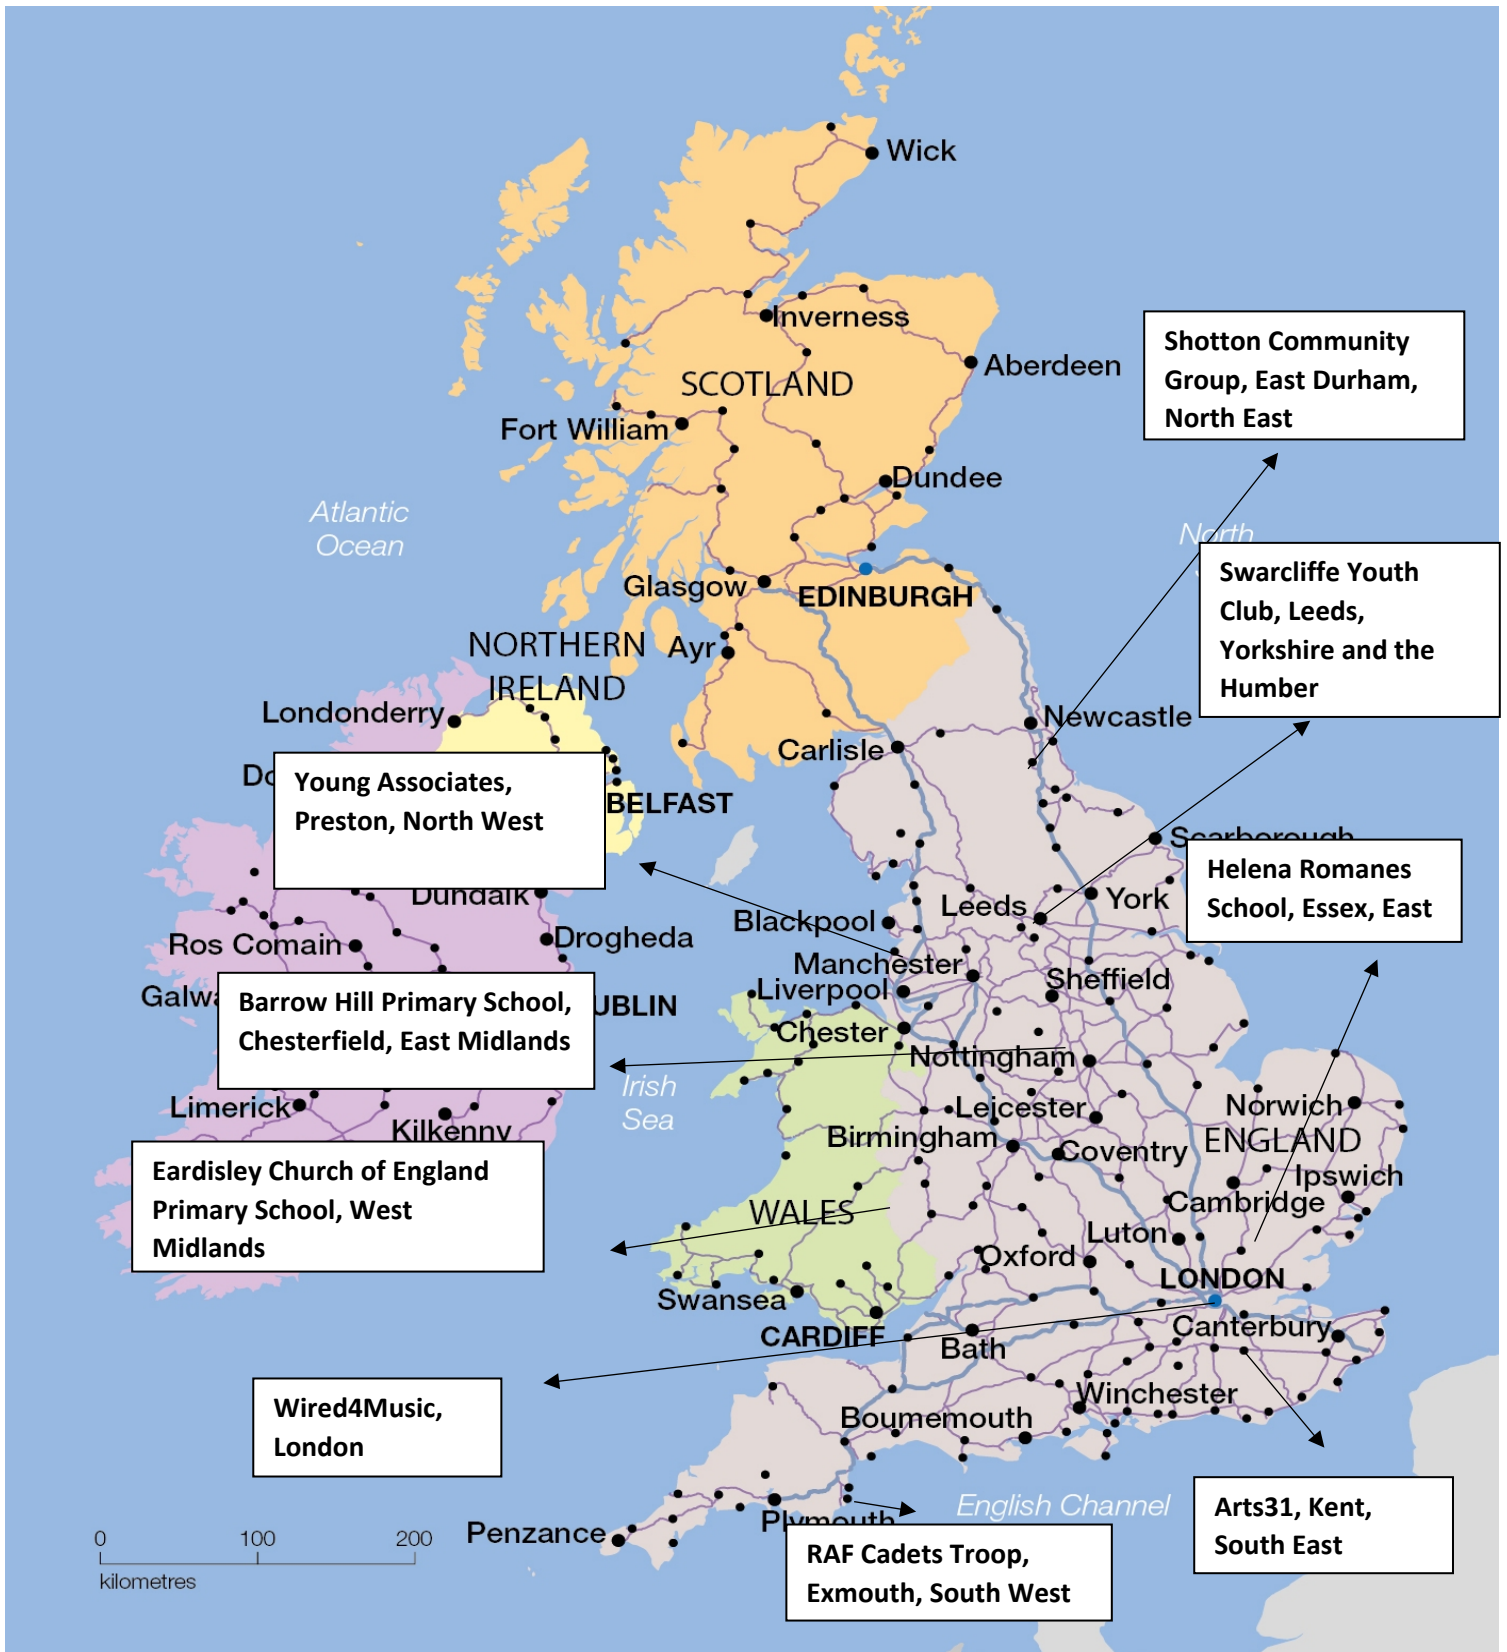 Wick
Inverness
Aberdeen
SCOTLAND
Fort William
Dundee
Atlantic
Ocean
North
Glasgow
EDINBURGH
NORTHERN
IRELAND
Ayr
Londonderry
Newcastle
Carlisle
BELFAST
Scarborough
Dundalk
Blackpool
Leeds
York
Ros Comain
Drogheda
Manchester
Sheffield
Liverpool
Galwa
UBLIN
Chester
Nottingham
Irish
Sea
Limerick
Kilkenny
Leicester
Norwich
Birmingham
Coventry
ENGLAND
Ipswich
Cambridge
WALES
Luton
Oxford
LONDON
Swansea
CARDIFF
Bath
Canterbury
Winchester
Bournemouth
English Channel
Plymouth
Penzance
0 100 200
kilometres
Shotton Community
Group, East Durham,
North East
Swarcliffe Youth
Club, Leeds,
Yorkshire and the
Humber
Young Associates,
Preston, North West
Helena Romanes
School, Essex, East
Barrow Hill Primary School,
Chesterfield, East Midlands
Eardisley Church of England
Primary School, West
Midlands
Wired4Music,
London
Arts31, Kent,
South East
RAF Cadets Troop,
Exmouth, South West